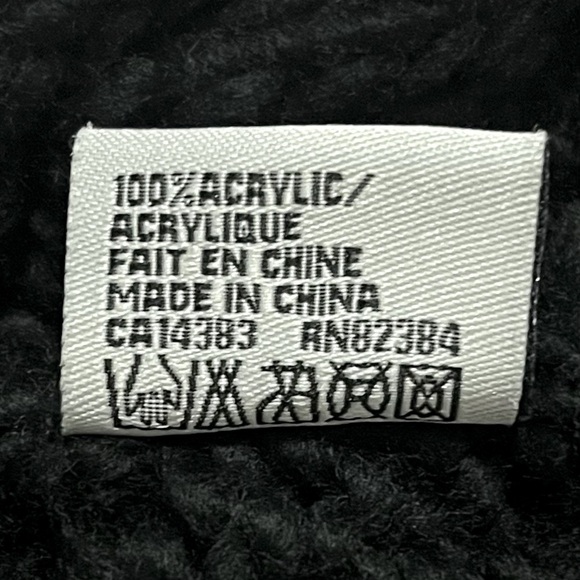 100%ACRYLIC/
ACRYLIQUE
FAIT EN CHINE
MADE IN CHINA
CA14383 RN82384